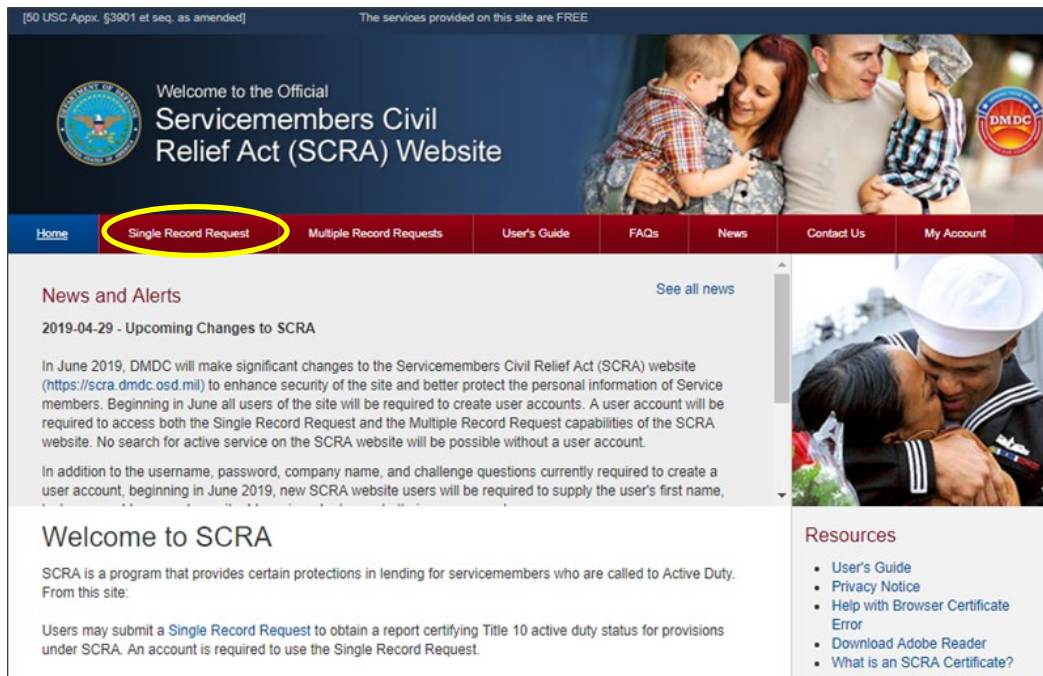 [50 USC Appx. §3901 et seq. as amended]
The services provided on this site are FREE
Welcome to the Official
Servicemembers Civil
Relief Act (SCRA) Website
DMDC
Home
Single Record Request
Multiple Record Requests
User's Guide
FAQs
News
Contact Us
My Account
News and Alerts
See all news
2019-04-29 - Upcoming Changes to SCRA
In June 2019, DMDC will make significant changes to the Servicemembers Civil Relief Act (SCRA) website
(https://scra.dmdc.osd.mil) to enhance security of the site and better protect the personal information of Service
members. Beginning in June all users of the site will be required to create user accounts. A user account will be
required to access both the Single Record Request and the Multiple Record Request capabilities of the SCRA
website. No search for active service on the SCRA website will be possible without a user account.
In addition to the username, password, company name, and challenge questions currently required to create a
user account, beginning in June 2019, new SCRA website users will be required to supply the user's first name,
Welcome to SCRA
SCRA is a program that provides certain protections in lending for servicemembers who are called to Active Duty.
From this site:
Users may submit a Single Record Request to obtain a report certifying Title 10 active duty status for provisions
under SCRA. An account is required to use the Single Record Request.
Resources
User's Guide
Privacy Notice
Help with Browser Certificate
Error
Download Adobe Reader
What is an SCRA Certificate?